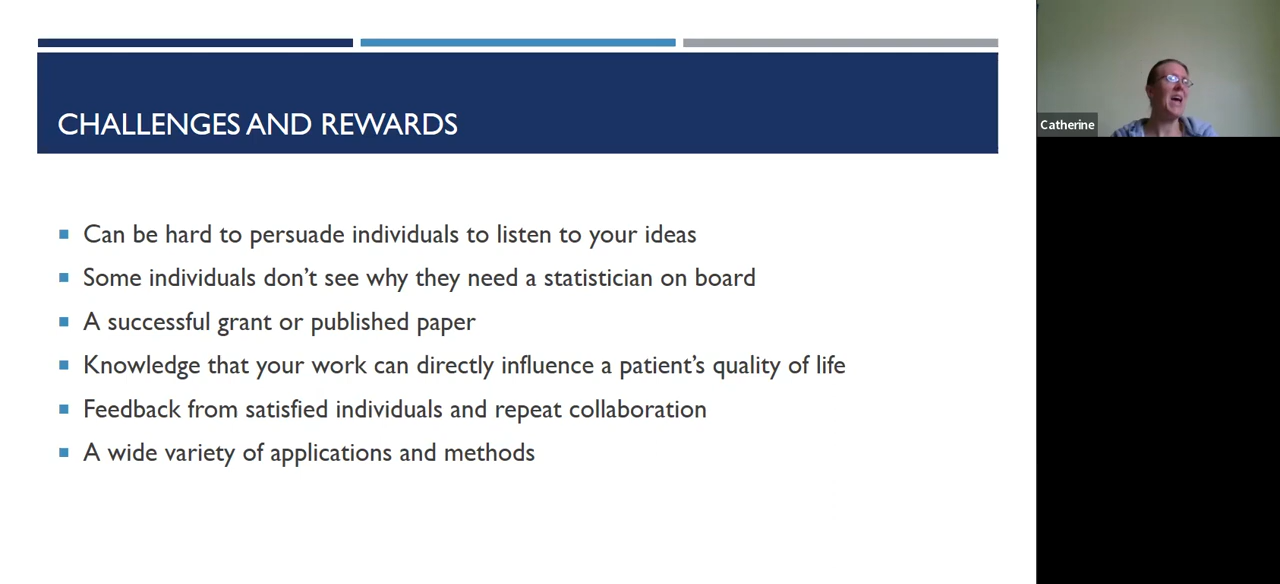 CHALLENGES AND REWARDS
Can be hard to persuade individuals to listen to your ideas
Some individuals don't see why they need a statistician on board
A successful grant or published paper
Knowledge that your work can directly influence a patient's quality of life
Feedback from satisfied individuals and repeat collaboration
A wide variety of applications and methods
Catherine